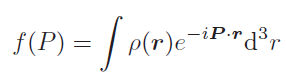 f(P) = ∫ ρ(r)e^{−iP·r}d³r